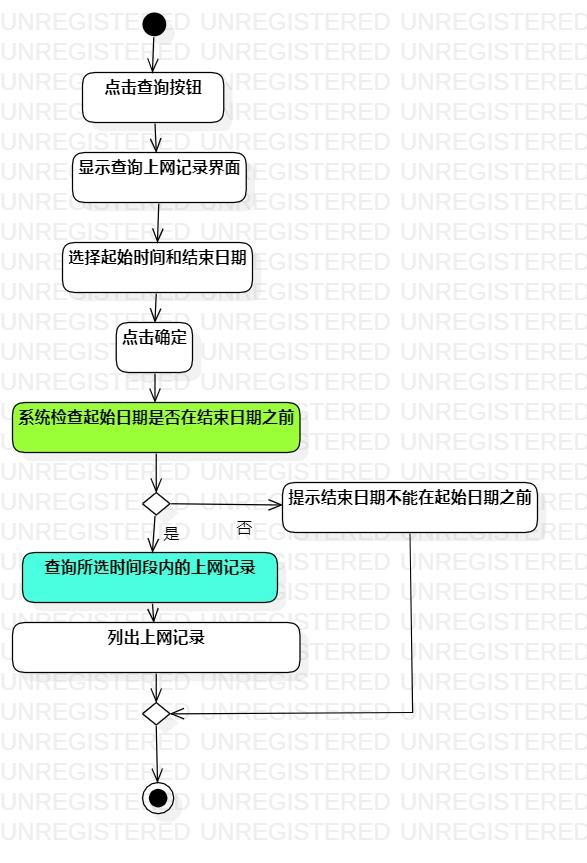 点击查询按钮
显示查询上网记录界面
选择起始时间和结束日期
点击确定
系统检查起始日期是否在结束日期之前
提示结束日期不能在起始日期之前
是
否
查询所选时间段内的上网记录
列出上网记录
UNREGISTERED